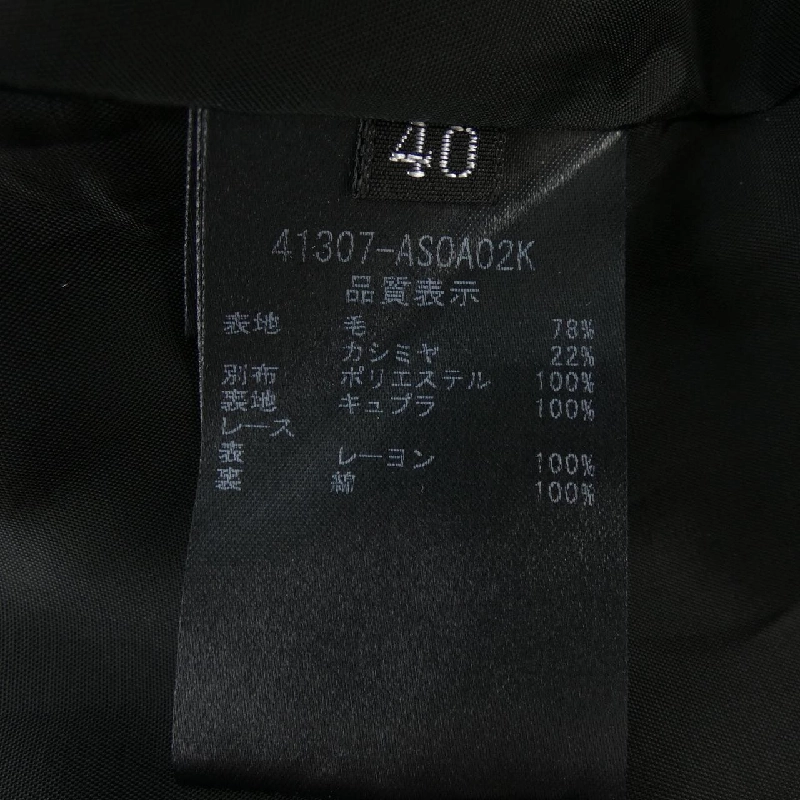 40
41307-AS0A02K
品質表示
表地 毛 78%
カシミヤ 22%
別布 ポリエステル 100%
表地 キュプラ 100%
レース
表 レーヨン 100%
裏 綿 100%